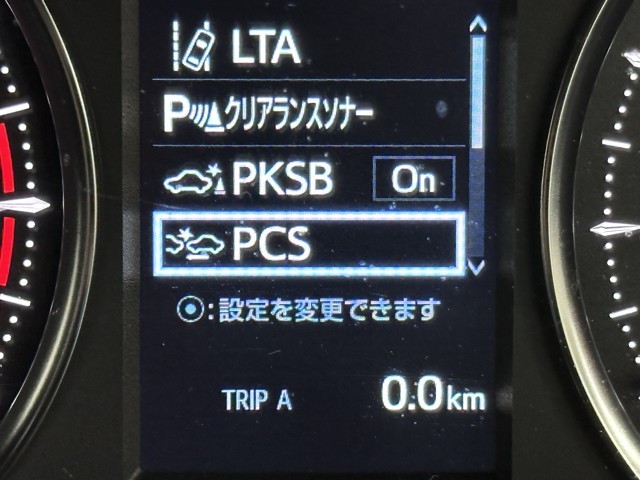 LTA
P クリアランスソナー
PKSB On
PCS
:設定を変更できます
TRIP A 0.0km